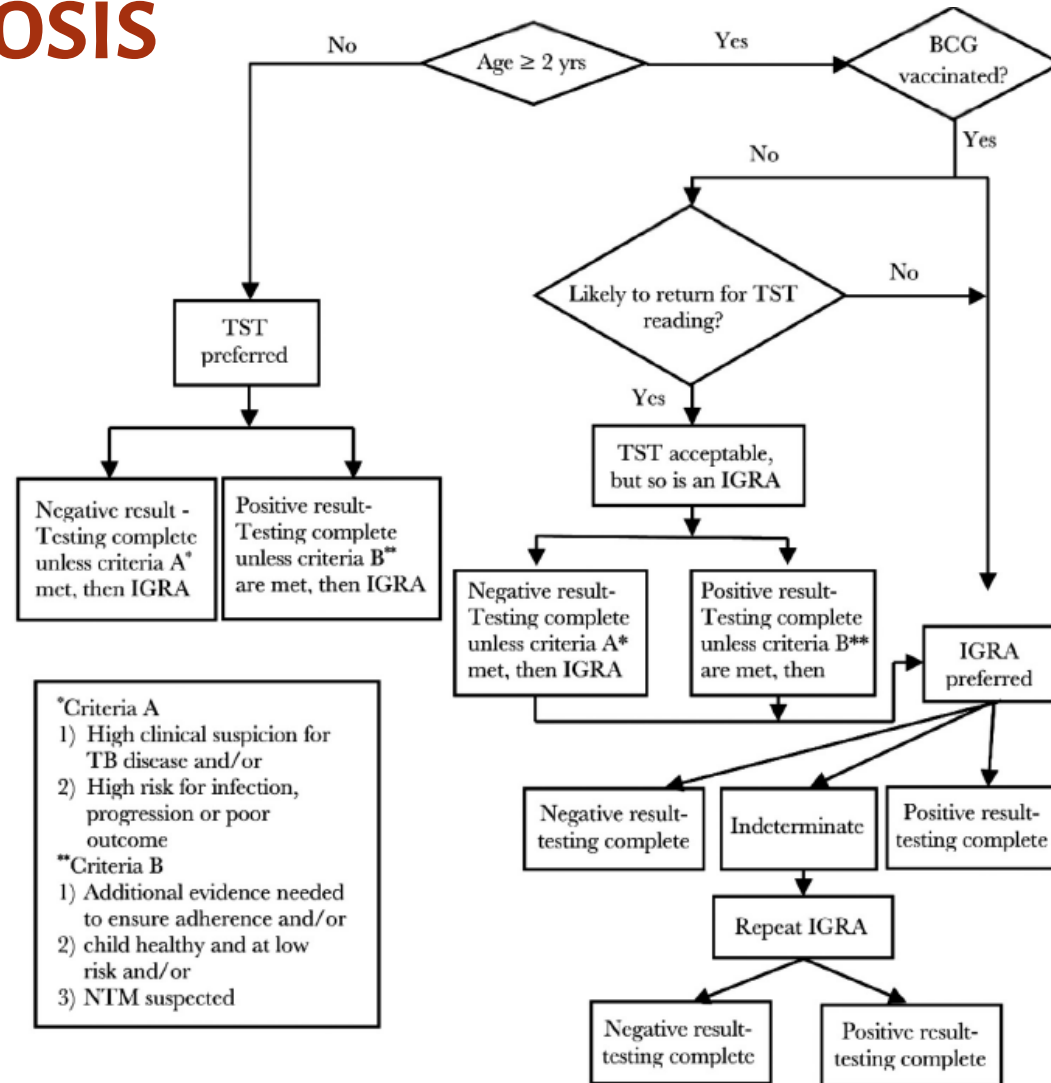 OSIS
No
Age ≥ 2 yrs
Yes
BCG
vaccinated?
Yes
No
Likely to return for TST
reading?
No
TST
preferred
Yes
TST acceptable,
but so is an IGRA
Negative result -
Testing complete
unless criteria A*
met, then IGRA
Positive result-
Testing complete
unless criteria B**
are met, then IGRA
Negative result-
Testing complete
unless criteria A*
met, then IGRA
Positive result-
Testing complete
unless criteria B**
are met, then
IGRA
preferred
*Criteria A
1) High clinical suspicion for
TB disease and/or
2) High risk for infection,
progression or poor
outcome
**Criteria B
1) Additional evidence needed
to ensure adherence and/or
2) child healthy and at low
risk and/or
3) NTM suspected
Negative result-
testing complete
Indeterminate
Positive result-
testing complete
Repeat IGRA
Negative result-
testing complete
Positive result-
testing complete